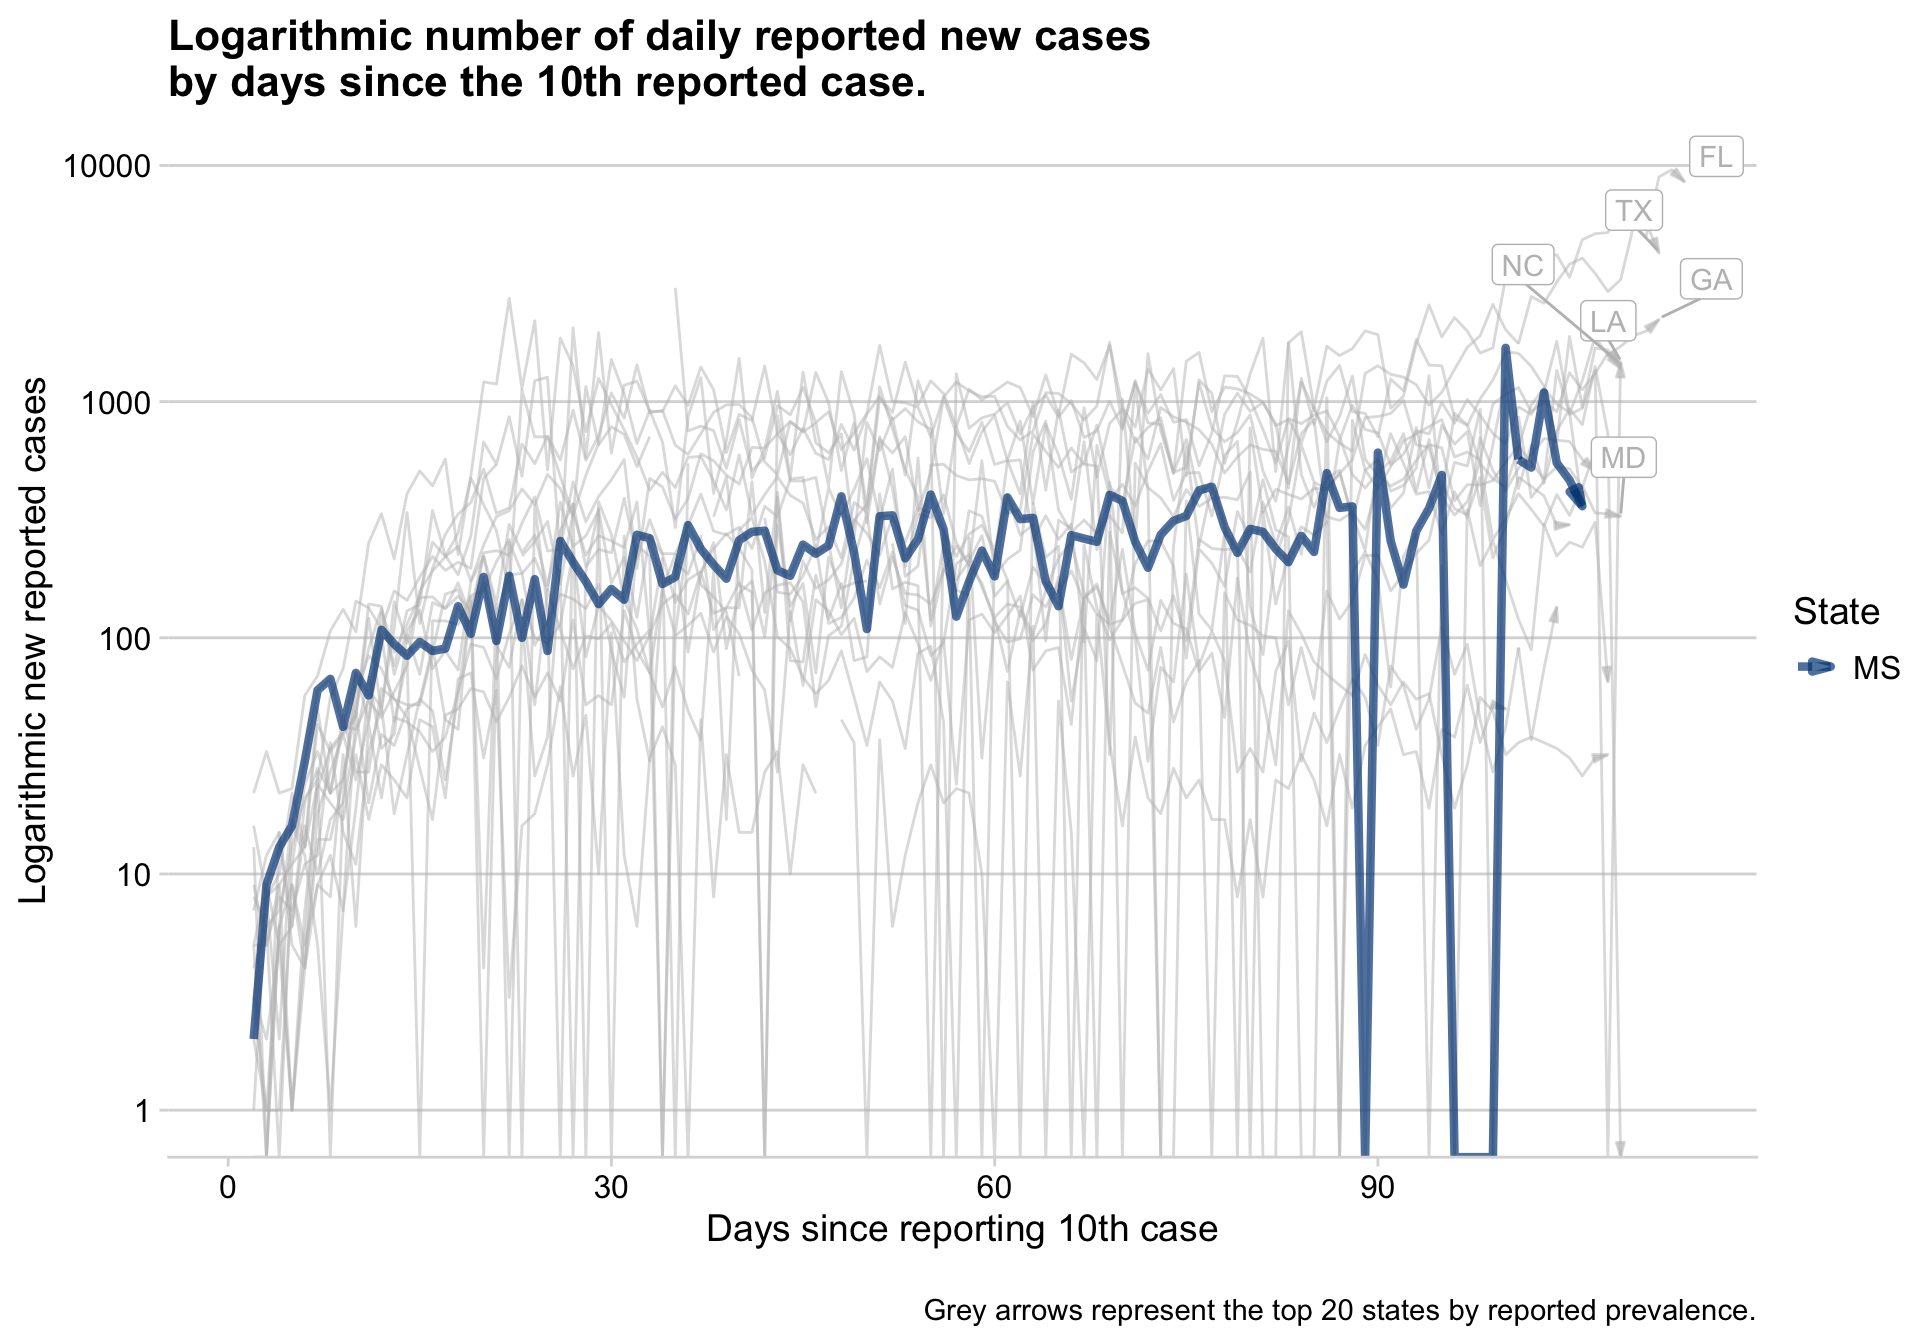 Logarithmic number of daily reported new cases
by days since the 10th reported case.
10000
1000
100
10
1
Logarithmic new reported cases
FL
TX
NC
GA
LA
MD
State
MS
0
30
60
90
Days since reporting 10th case
Grey arrows represent the top 20 states by reported prevalence.